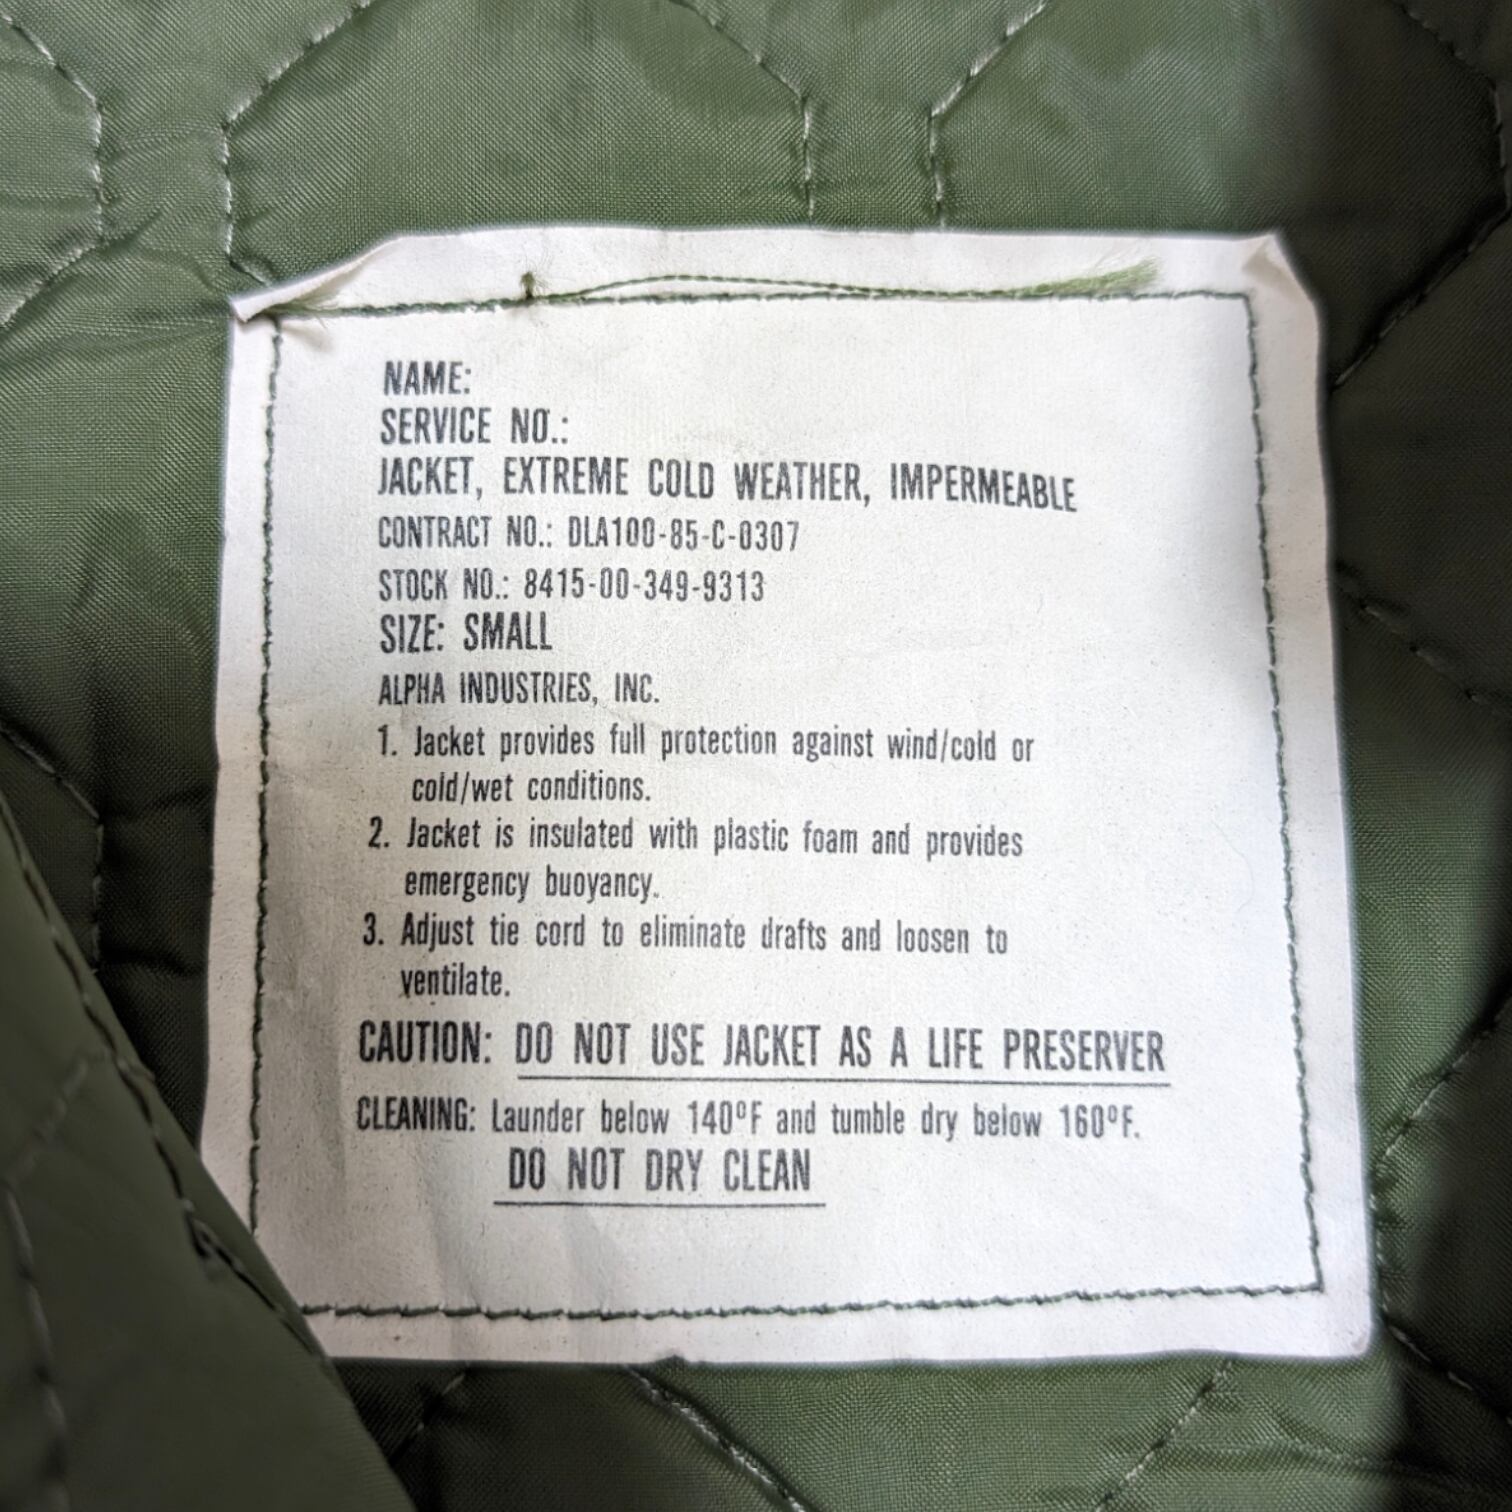 NAME:
SERVICE NO.:
JACKET, EXTREME COLD WEATHER, IMPERMEABLE
CONTRACT NO.: DLA100-85-C-0307
STOCK NO.: 8415-00-349-9313
SIZE: SMALL
ALPHA INDUSTRIES, INC.
1. Jacket provides full protection against wind/cold or
cold/wet conditions.
2. Jacket is insulated with plastic foam and provides
emergency buoyancy.
3. Adjust tie cord to eliminate drafts and loosen to
ventilate.
CAUTION: DO NOT USE JACKET AS A LIFE PRESERVER
CLEANING: Launder below 140ºF and tumble dry below 160ºF.
DO NOT DRY CLEAN